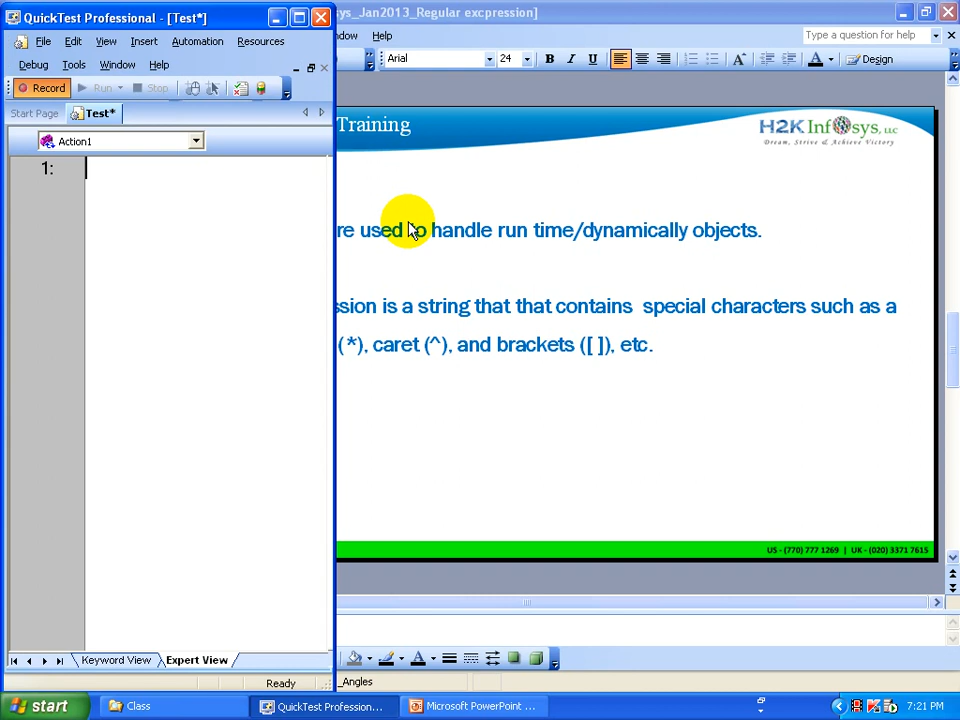 QuickTest Professional - [Test*]
sys_Jan2013_Regular excpression]
File Edit View Insert Automation Resources
ndow Help
Type a question for help
Debug Tools Window Help
Arial
24
B I U
A
A
Design
Record Run Stop
Start Page Test*
Action1
Training
H2K Infosys, LLC
Dream, Strive & Achieve Victory
1:
re used to handle run time/dynamically objects.
ssion is a string that that contains special characters such as a
(*), caret (^), and brackets ([ ]), etc.
US - (770) 777 1269 | UK - (020) 3371 7615
Keyword View Expert View
A
Ready
_Angles
start
Class
QuickTest Profession...
Microsoft PowerPoint ...
7:21 PM